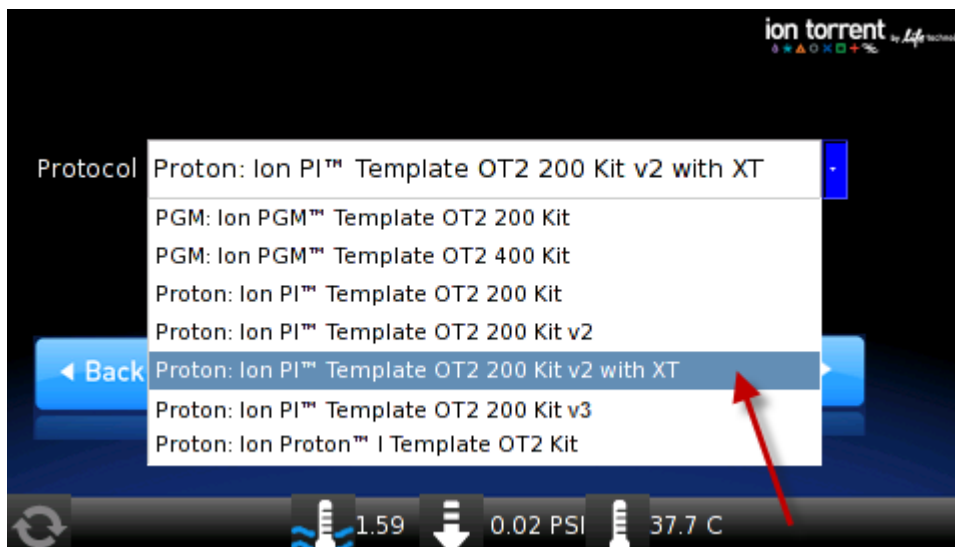 ion torrent
by Life
Protocol Proton: Ion PI™ Template OT2 200 Kit v2 with XT
PGM: Ion PGM™ Template OT2 200 Kit
PGM: Ion PGM™ Template OT2 400 Kit
Proton: Ion PI™ Template OT2 200 Kit
Proton: Ion PI™ Template OT2 200 Kit v2
Back
Proton: Ion PI™ Template OT2 200 Kit v2 with XT
Proton: Ion PI™ Template OT2 200 Kit v3
Proton: Ion Proton™ I Template OT2 Kit
1.59 0.02 PSI 37.7 C